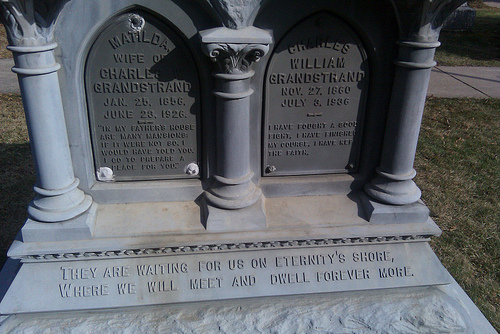 MATILDA
WIFE OF
CHARLES
GRANDSTRAND
JAN. 25, 1856.
JUNE 23, 1926.
"IN MY FATHER'S HOUSE
ARE MANY MANSIONS:
IF IT WERE NOT SO, I
WOULD HAVE TOLD YOU.
I GO TO PREPARE A
PLACE FOR YOU."
CHARLES
WILLIAM
GRANDSTRAND
NOV. 27, 1860
JULY 3, 1936
I HAVE FOUGHT A GOOD
FIGHT, I HAVE FINISHED
MY COURSE, I HAVE KEPT
THE FAITH,
THEY ARE WAITING FOR US ON ETERNITY'S SHORE,
WHERE WE WILL MEET AND DWELL FOREVER MORE.